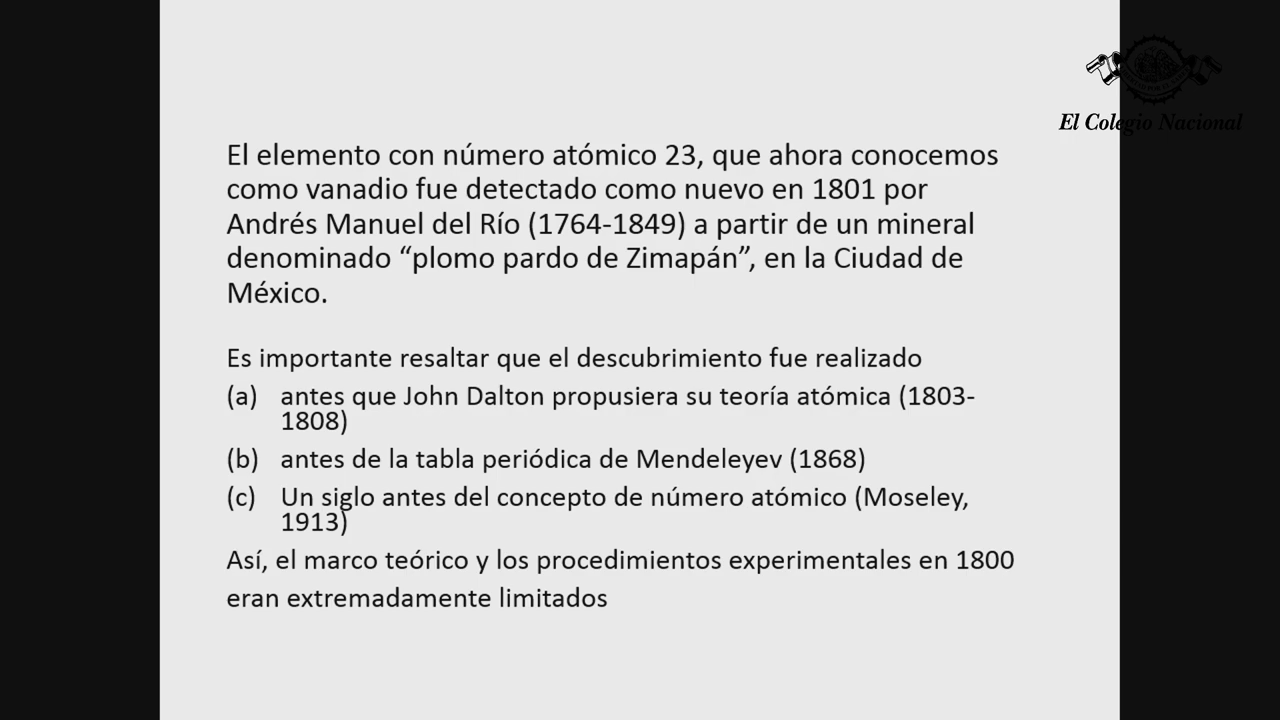 El Colegio Nacional
El elemento con número atómico 23, que ahora conocemos
como vanadio fue detectado como nuevo en 1801 por
Andrés Manuel del Río (1764-1849) a partir de un mineral
denominado “plomo pardo de Zimapán”, en la Ciudad de
México.
Es importante resaltar que el descubrimiento fue realizado
(a) antes que John Dalton propusiera su teoría atómica (1803-
1808)
(b) antes de la tabla periódica de Mendeleyev (1868)
(c) Un siglo antes del concepto de número atómico (Moseley,
1913)
Así, el marco teórico y los procedimientos experimentales en 1800
eran extremadamente limitados